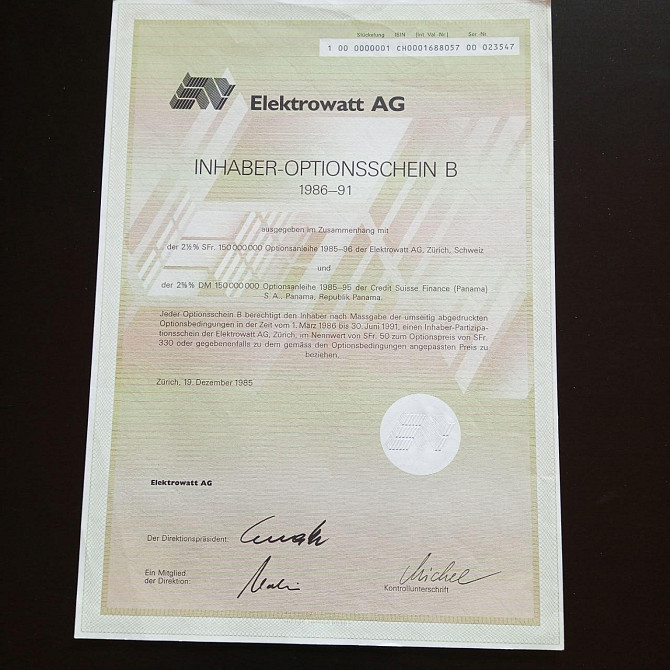 Stückelung ISIN (Int. Val. Nr.) Ser. Nr.
1 00 0000001 CH0001688057 00 023547
Elektrowatt AG
INHABER-OPTIONSSCHEIN B
1986–91
ausgegeben im Zusammenhang mit
der 2½% SFr. 150 000 000 Optionsanleihe 1985–96 der Elektrowatt AG, Zürich, Schweiz
und
der DM 150 000 000 Optionsanleihe 1985–95 der Credit Suisse Finance (Panama)
S. A., Panama, Republik Panama.
Jeder Optionsschein B berechtigt den Inhaber nach Massgabe der umseitig abgedruckten
Optionsbedingungen in der Zeit vom 1. März 1986 bis 30. Juni 1991, einen Inhaber-Partizipa-
tionsschein der Elektrowatt AG, Zürich, im Nennwert von SFr. 50 zum Optionspreis von SFr.
330 oder gegebenenfalls zu dem gemäss den Optionsbedingungen angepassten Preis zu
beziehen.
Zürich, 19. Dezember 1985
Elektrowatt AG
Der Direktionspräsident:
Ein Mitglied
der Direktion:
Michel
Kontrollunterschrift